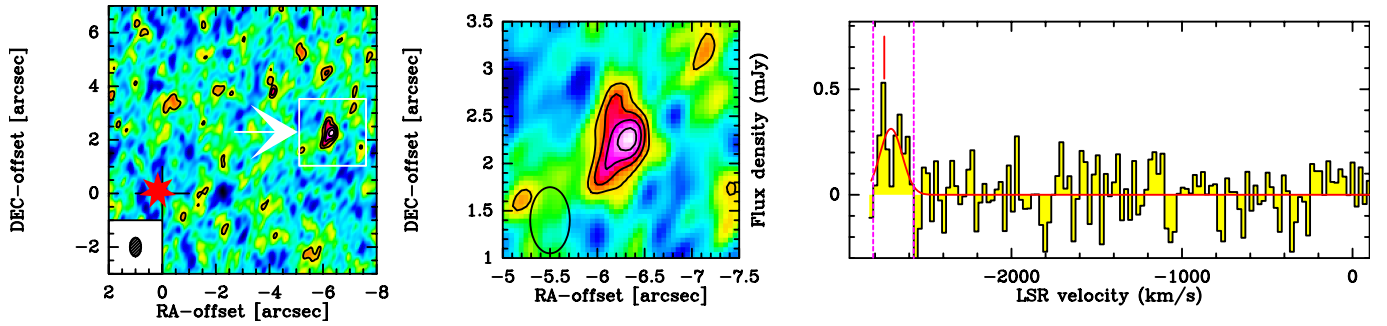 DEC-offset [arcsec]
6
4
2
0
−2
2 0 −2 −4 −6 −8
RA-offset [arcsec]
DEC-offset [arcsec]
3.5
3
2.5
2
1.5
1
−5 −5.5 −6 −6.5 −7 −7.5
RA-offset [arcsec]
Flux density (mJy)
0.5
0
−2000 −1000 0
LSR velocity (km/s)